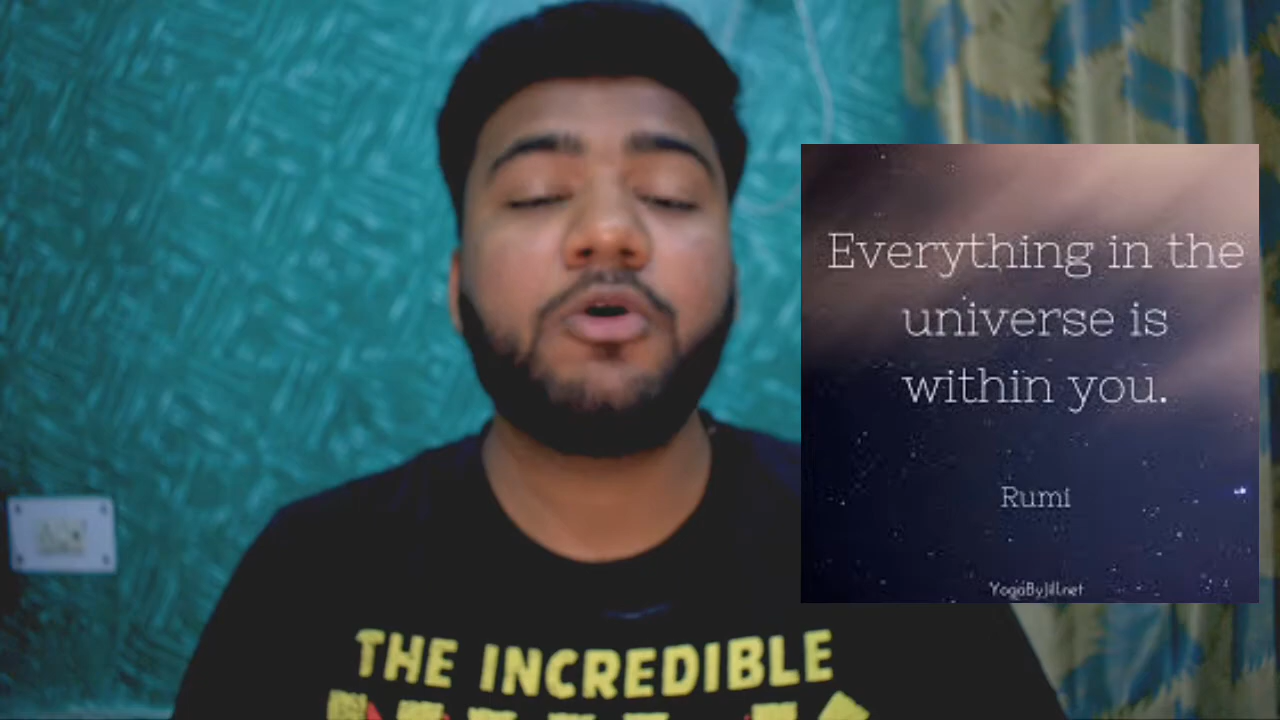 Everything in the
universe is
within you.
Rumi
YogaByJill.net
THE INCREDIBLE